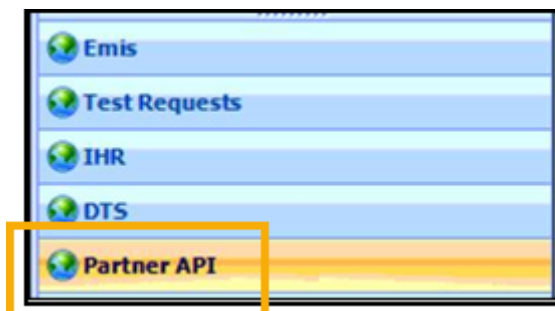 Emis
Test Requests
IHR
DTS
Partner API